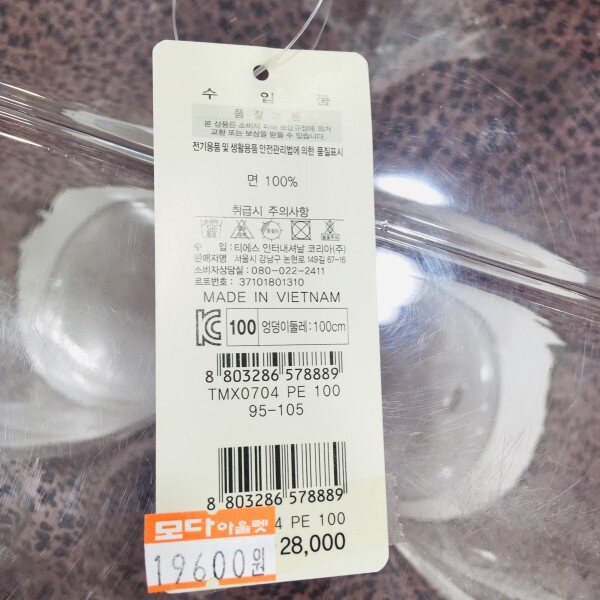 수 입 품
품 질 보 증
본 상품은 소비자 피해 보상규정에 의거
교환 또는 보상을 받을 수 있습니다.
전기용품 및 생활용품 안전관리법에 의한 품질표시
면 100%
취급시 주의사항
수 입 : 티에스 인터내셔날 코리아(주)
판매자명 서울시 강남구 논현로 149길 67-16
소비자상담실 : 080-022-2411
로트번호 : 37101801310
MADE IN VIETNAM
KC 100 엉덩이둘레 : 100cm
8 803286 578889
TMX0704 PE 100
95-105
8 803286 578889
4 PE 100
28,000
모다아울렛
19600원